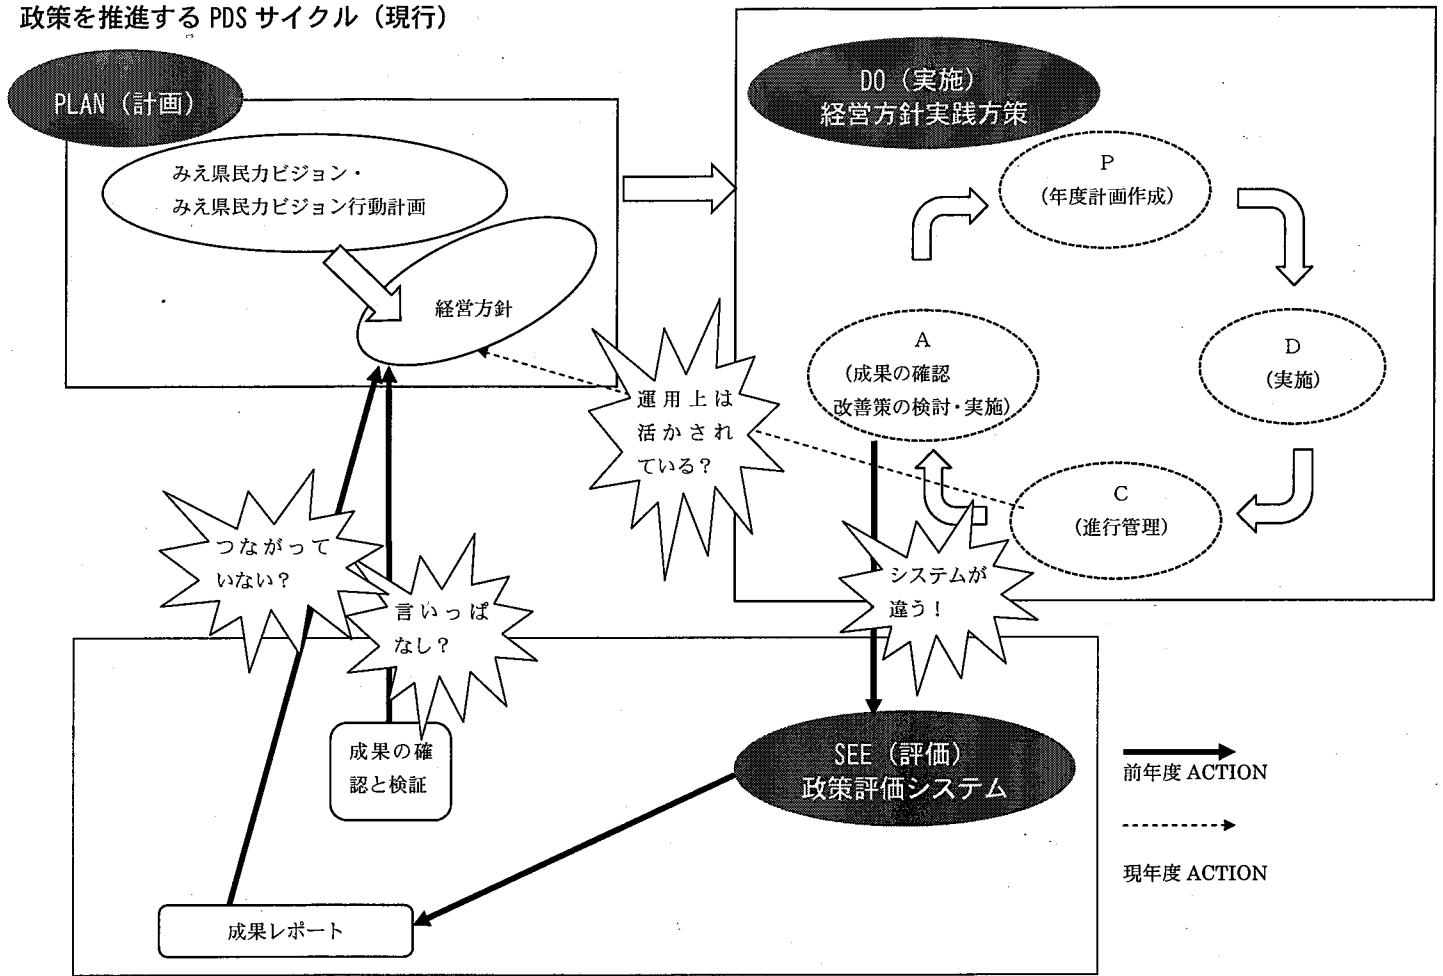 政策を推進する PDS サイクル（現行）
PLAN（計画）
みえ県民力ビジョン・
みえ県民力ビジョン行動計画
経営方針
DO（実施）
経営方針実践方策
P
（年度計画作成）
D
（実施）
C
（進行管理）
A
（成果の確認
改善策の検討・実施）
運用上は
活かされ
ている？
つながって
いない？
言いっぱ
なし？
システムが
違う！
成果の確
認と検証
SEE（評価）
政策評価システム
成果レポート
前年度 ACTION
現年度 ACTION